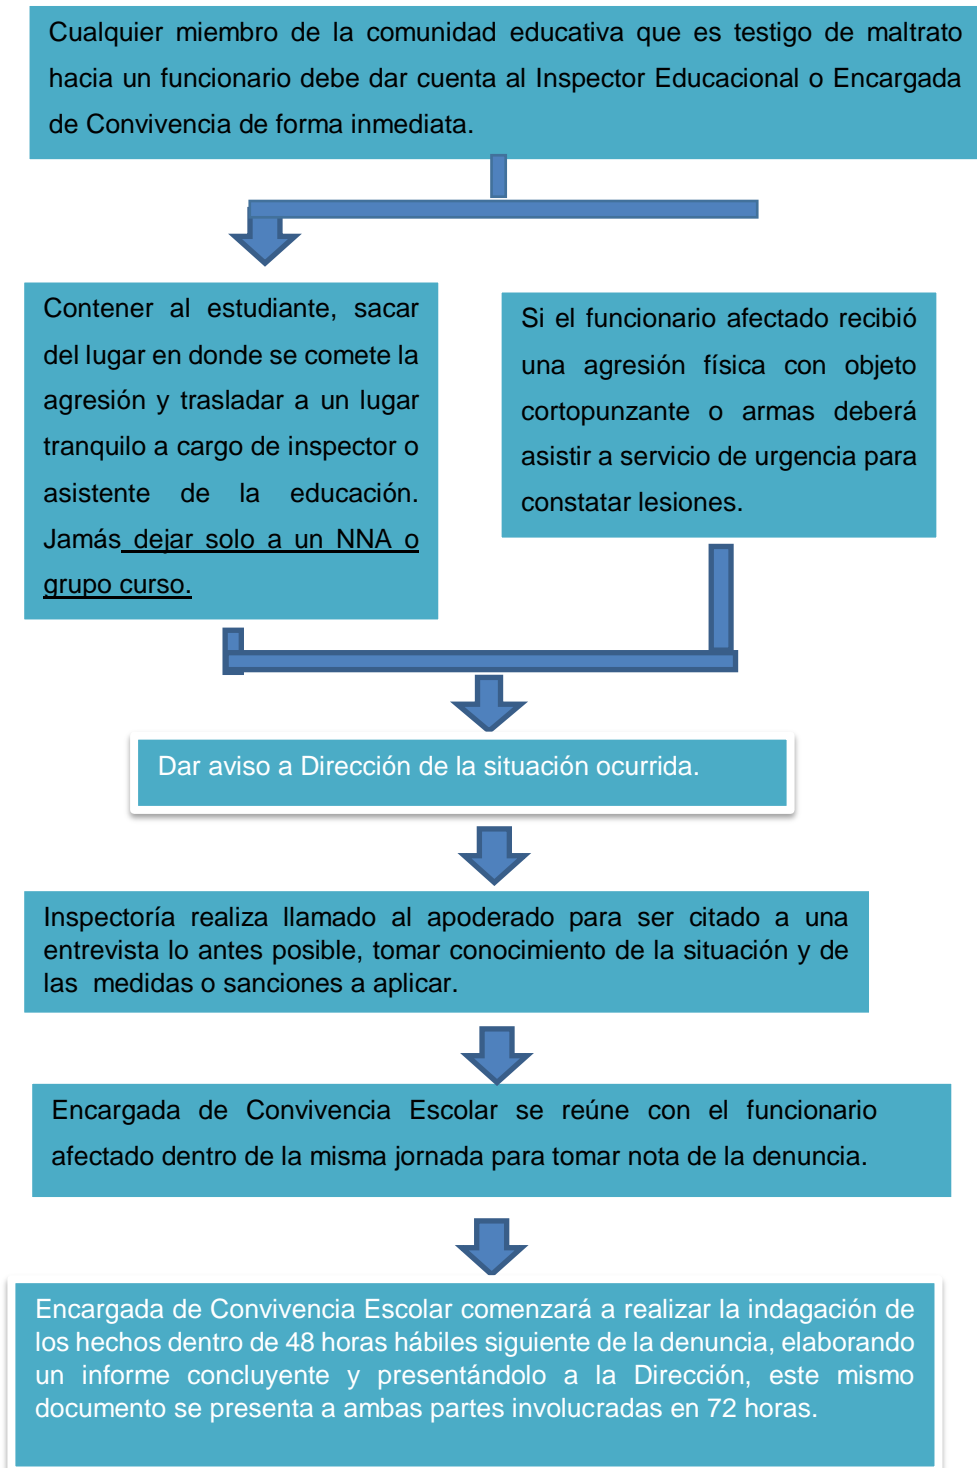 Cualquier miembro de la comunidad educativa que es testigo de maltrato
hacia un funcionario debe dar cuenta al Inspector Educacional o Encargada
de Convivencia de forma inmediata.
Contener al estudiante, sacar
del lugar en donde se comete la
agresión y trasladar a un lugar
tranquilo a cargo de inspector o
asistente de la educación.
Jamás dejar solo a un NNA o
grupo curso.
Si el funcionario afectado recibió
una agresión física con objeto
cortopunzante o armas deberá
asistir a servicio de urgencia para
constatar lesiones.
Dar aviso a Dirección de la situación ocurrida.
Inspectoría realiza llamado al apoderado para ser citado a una
entrevista lo antes posible, tomar conocimiento de la situación y de
las medidas o sanciones a aplicar.
Encargada de Convivencia Escolar se reúne con el funcionario
afectado dentro de la misma jornada para tomar nota de la denuncia.
Encargada de Convivencia Escolar comenzará a realizar la indagación de
los hechos dentro de 48 horas hábiles siguiente de la denuncia, elaborando
un informe concluyente y presentándolo a la Dirección, este mismo
documento se presenta a ambas partes involucradas en 72 horas.